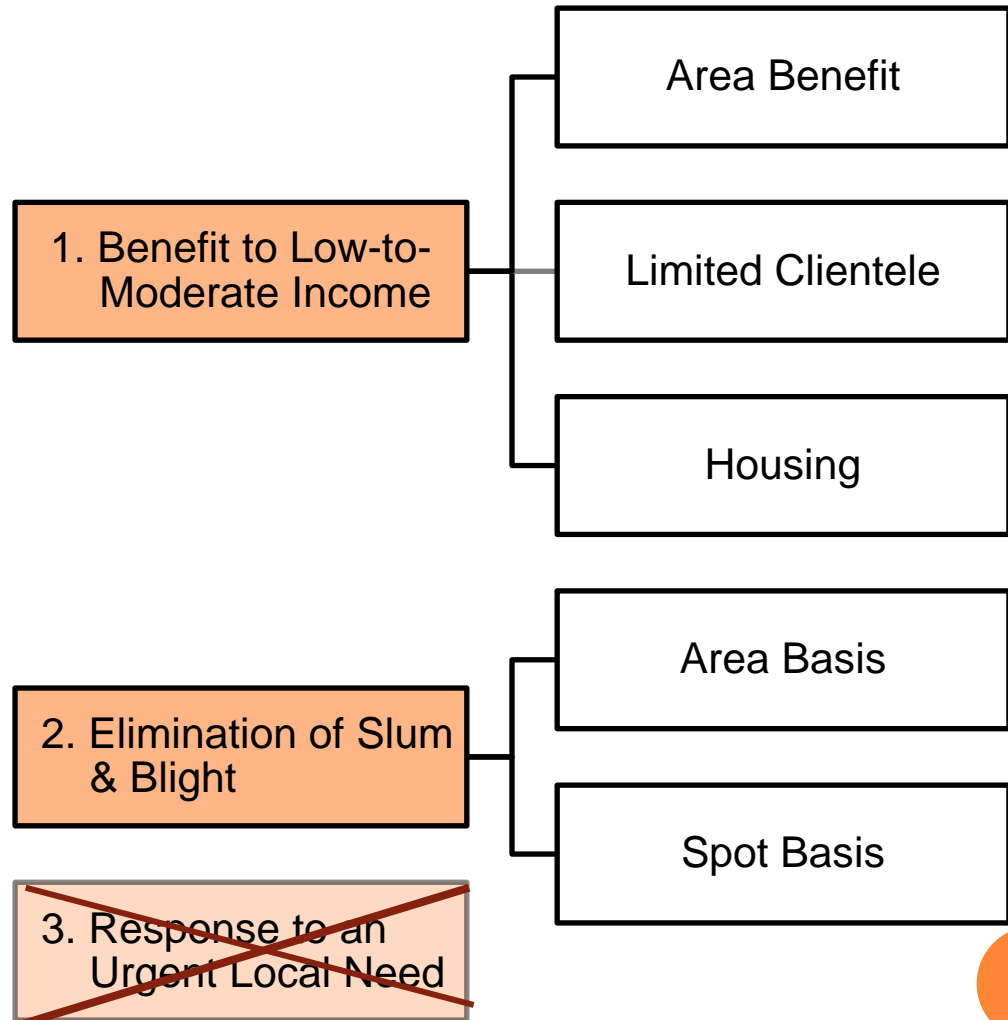 Area Benefit
1. Benefit to Low-to-
Moderate Income
Limited Clientele
Housing
Area Basis
2. Elimination of Slum
& Blight
Spot Basis
3. Response to an
Urgent Local Need